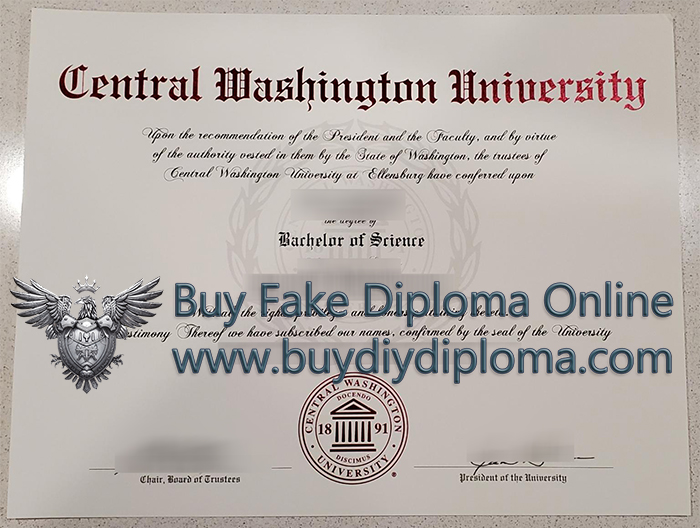 Central Washington University
Upon the recommendation of the President and the Faculty, and by virtue
of the authority vested in them by the State of Washington, the trustees of
Central Washington University at Ellensburg have conferred upon
the degree of
Bachelor of Science
Buy Fake Diploma Online
Thereof we have subscribed our names, confirmed by the seal of the University
www.buydiydiploma.com
CENTRAL WASHINGTON
DOCENDO
18 91
DISCIMUS
UNIVERSITY
®
Chair, Board of Trustees
President of the University